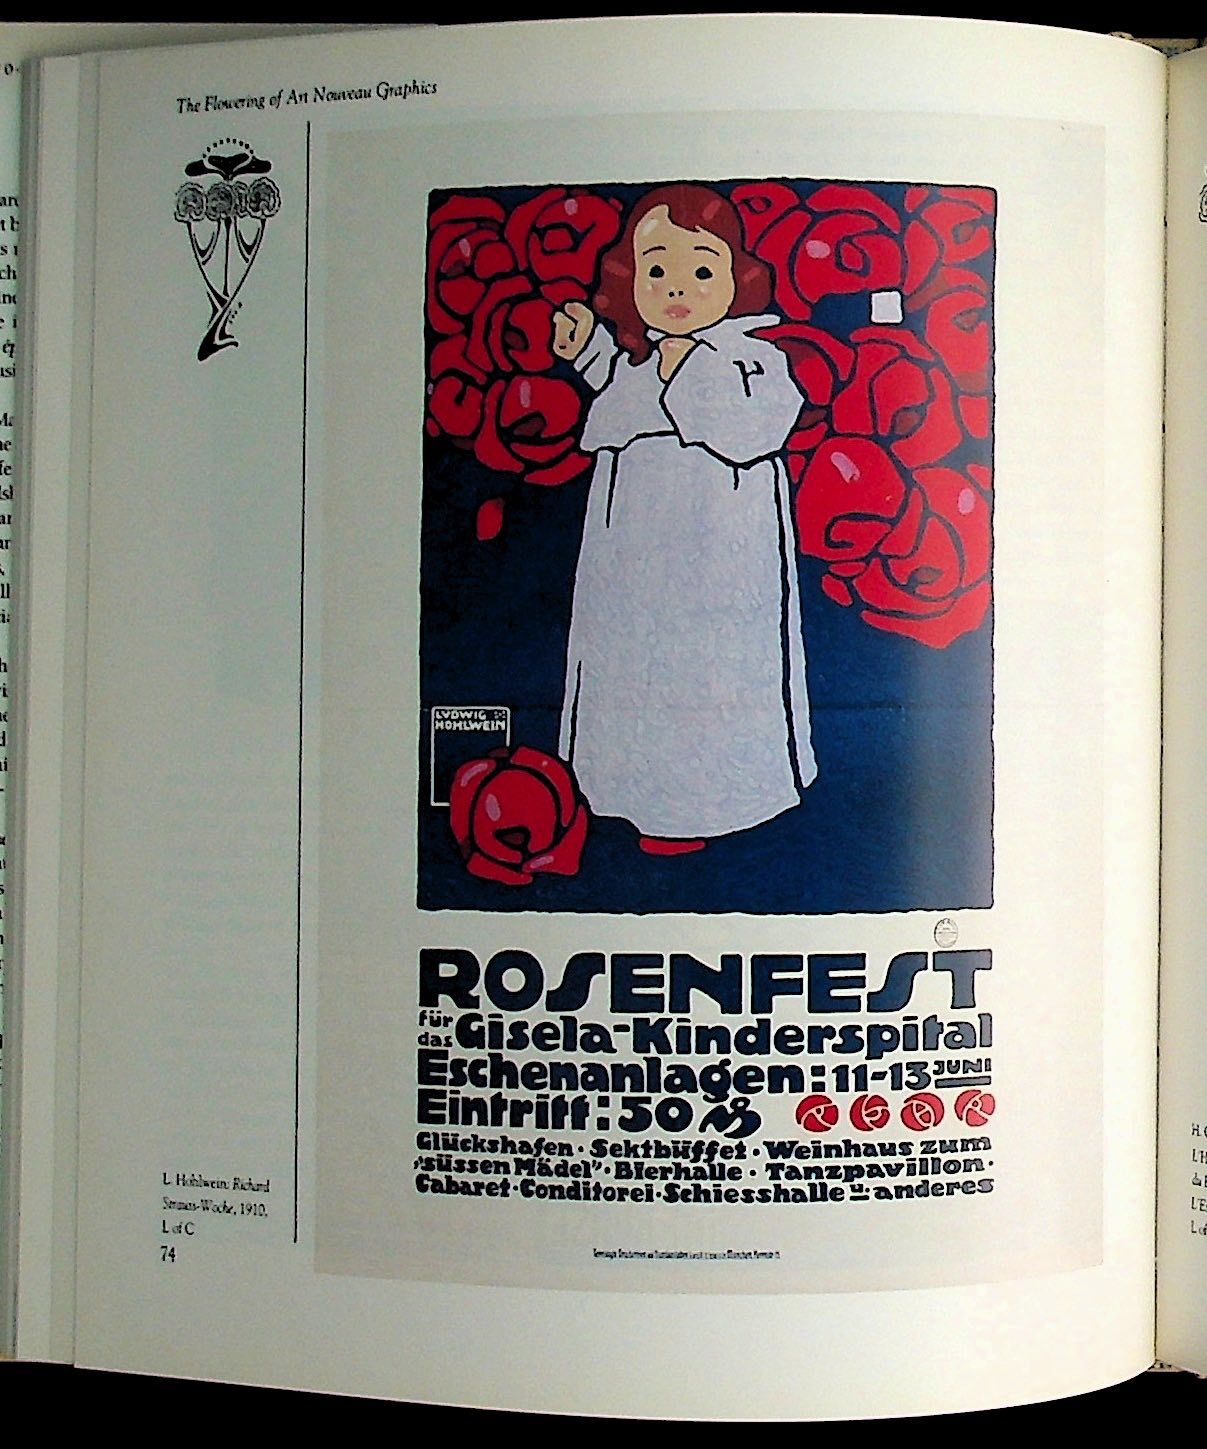 The Flowering of Art Nouveau Graphics
LVDWIG
HOHLWEIN
ROSENFEST
für das Gisela-Kinderspital
Eschenanlagen: 11-13 JUNI
Eintritt: 50 ₰
Glückshafen · Sektbüffet · Weinhaus zum
„süssen Mädel” · Bierhalle · Tanzpavillon ·
Cabaret · Conditorei · Schiesshalle u. anderes
L. Hohlwein: Richard
Strauss-Woche, 1910,
L of C
74